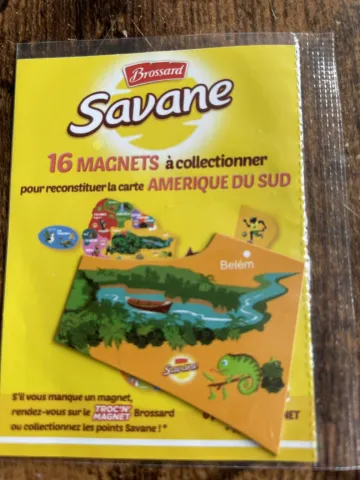 Brossard
Savane
16 MAGNETS à collectionner
pour reconstituer la carte AMERIQUE DU SUD
Belém
Savane
S'il vous manque un magnet,
rendez-vous sur le TROC'N' MAGNET Brossard
ou collectionnez les points Savane ! *